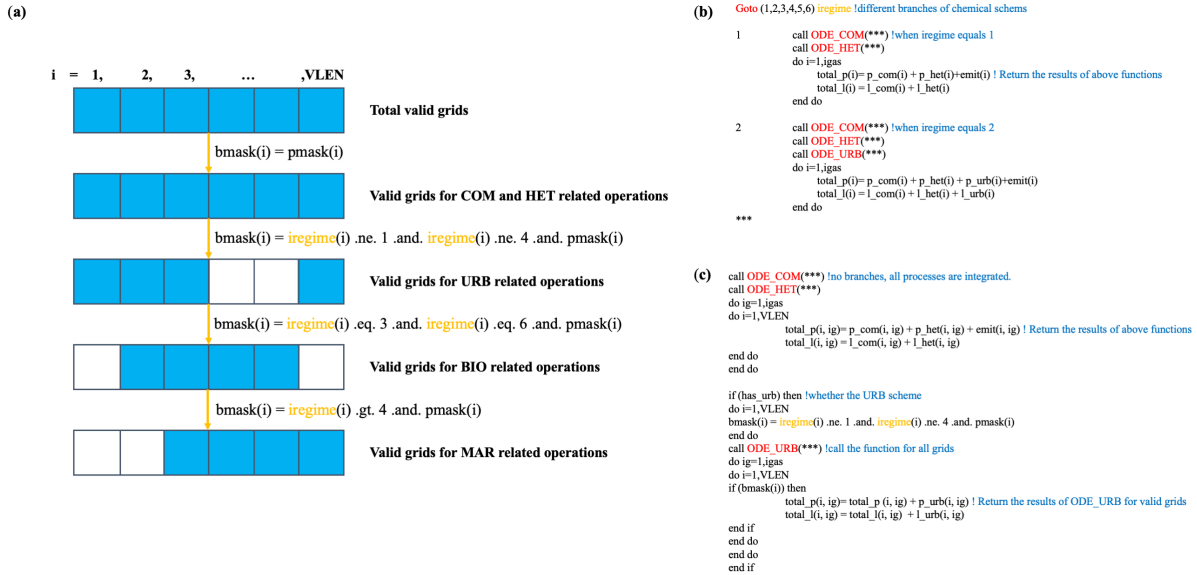 (a)
i = 1, 2, 3, ... ,VLEN
Total valid grids
bmask(i) = pmask(i)
Valid grids for COM and HET related operations
bmask(i) = iregime(i) .ne. 1 .and. iregime(i) .ne. 4 .and. pmask(i)
Valid grids for URB related operations
bmask(i) = iregime(i) .eq. 3 .and. iregime(i) .eq. 6 .and. pmask(i)
Valid grids for BIO related operations
bmask(i) = iregime(i) .gt. 4 .and. pmask(i)
Valid grids for MAR related operations
(b)
Goto (1,2,3,4,5,6) iregime !different branches of chemical schems
1 call ODE_COM(***) !when iregime equals 1
call ODE_HET(***)
do i=1,igas
total_p(i)= p_com(i) + p_het(i)+emit(i) ! Return the results of above functions
total_l(i) = l_com(i) + l_het(i)
end do
2 call ODE_COM(***) !when iregime equals 2
call ODE_HET(***)
call ODE_URB(***)
do i=1,igas
total_p(i)= p_com(i) + p_het(i) + p_urb(i)+emit(i)
total_l(i) = l_com(i) + l_het(i) + l_urb(i)
end do
***
(c)
call ODE_COM(***) !no branches, all processes are integrated.
call ODE_HET(***)
do ig=1,igas
do i=1,VLEN
total_p(i, ig)= p_com(i, ig) + p_het(i, ig) + emit(i, ig) ! Return the results of above functions
total_l(i, ig) = l_com(i, ig) + l_het(i, ig)
end do
end do
if (has_urb) then !whether the URB scheme
do i=1,VLEN
bmask(i) = iregime(i) .ne. 1 .and. iregime(i) .ne. 4 .and. pmask(i)
end do
call ODE_URB(***) !call the function for all grids
do ig=1,igas
do i=1,VLEN
if (bmask(i)) then
total_p(i, ig)= total_p (i, ig) + p_urb(i, ig) ! Return the results of ODE_URB for valid grids
total_l(i, ig) = total_l(i, ig) + l_urb(i, ig)
end if
end do
end do
end if